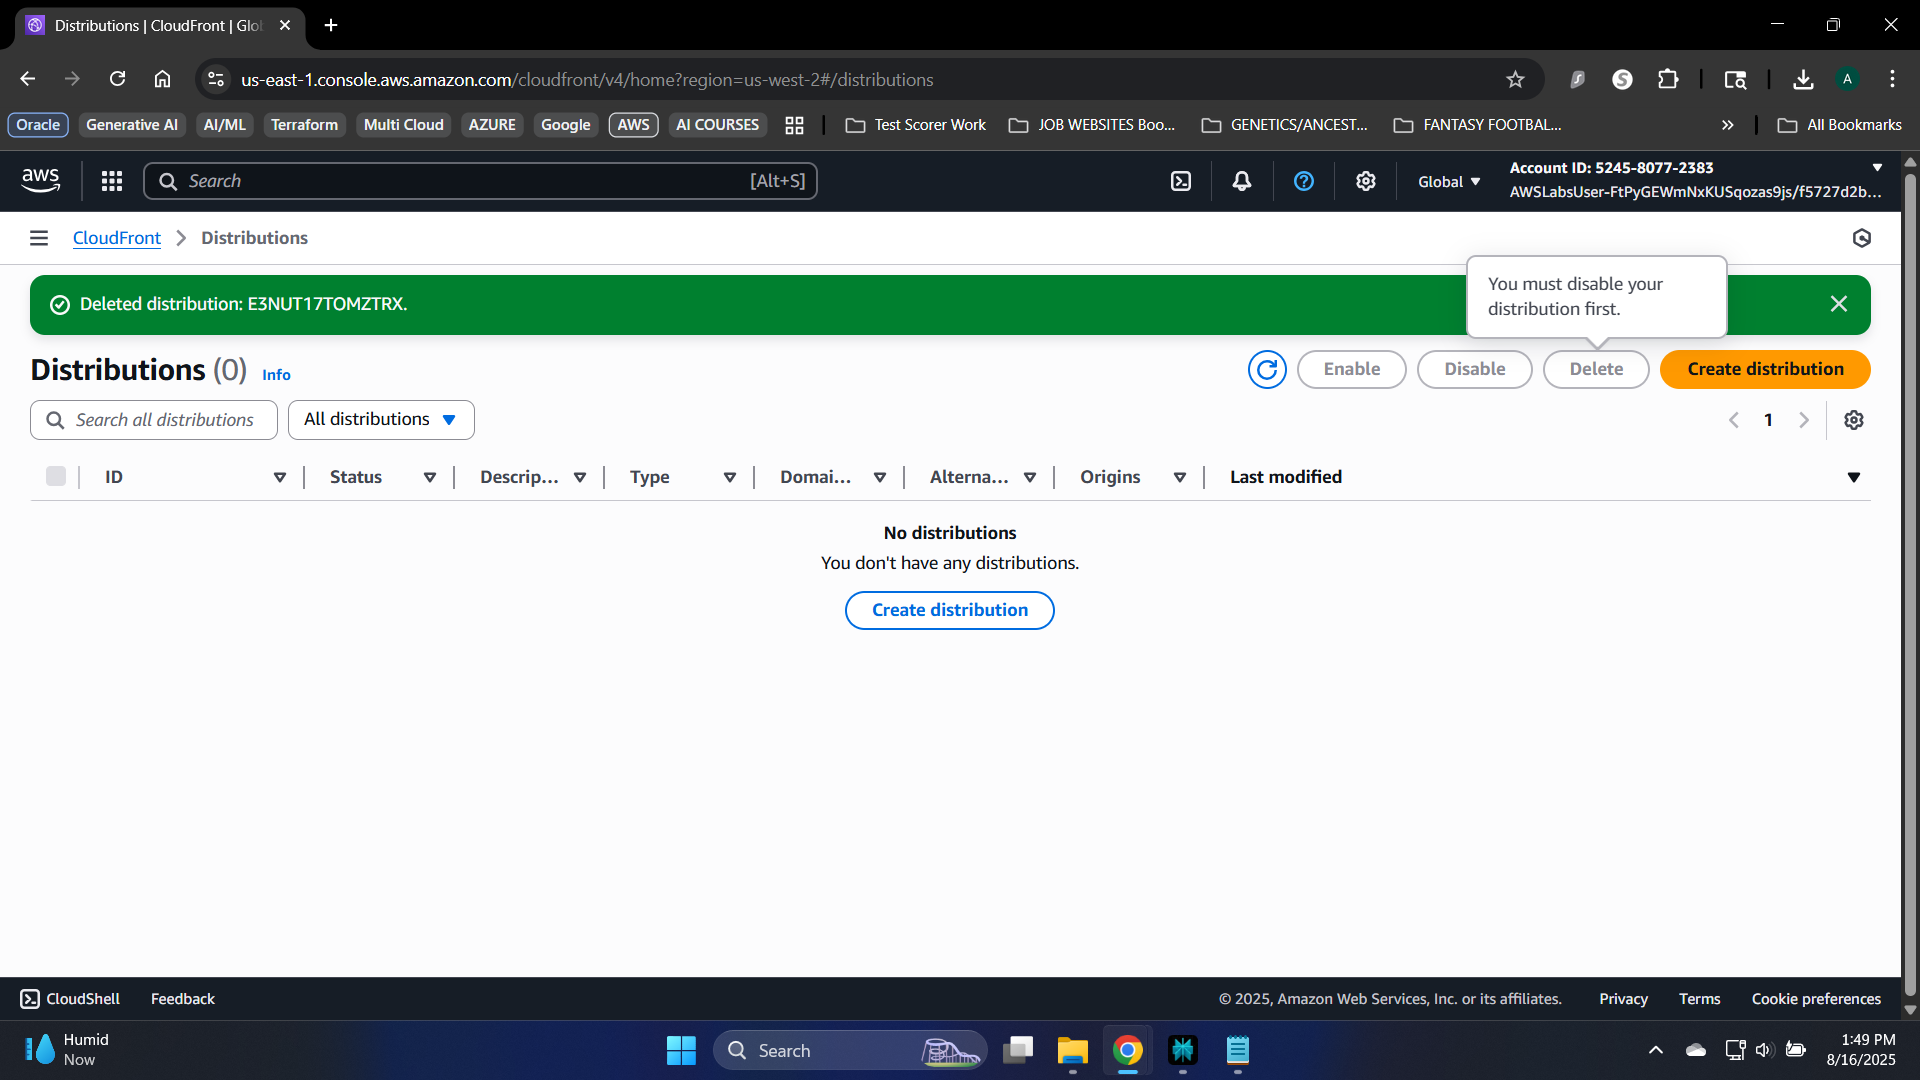 Distributions | CloudFront | Glo
us-east-1.console.aws.amazon.com/cloudfront/v4/home?region=us-west-2#/distributions
A
Oracle
Generative AI
AI/ML
Terraform
Multi Cloud
AZURE
Google
AWS
AI COURSES
Test Scorer Work
JOB WEBSITES Boo...
GENETICS/ANCEST...
FANTASY FOOTBAL...
All Bookmarks
aws
Search
[Alt+S]
Global
Account ID: 5245-8077-2383
AWSLabsUser-FtPyGEWmNxKUSqozas9js/f5727d2b...
CloudFront
Distributions
You must disable your
distribution first.
Deleted distribution: E3NUT17TOMZTRX.
Distributions (0)
Info
Enable
Disable
Delete
Create distribution
Search all distributions
All distributions
1
ID
Status
Descrip...
Type
Domai...
Alterna...
Origins
Last modified
No distributions
You don't have any distributions.
Create distribution
CloudShell
Feedback
© 2025, Amazon Web Services, Inc. or its affiliates.
Privacy
Terms
Cookie preferences
Humid
Now
Search
1:49 PM
8/16/2025